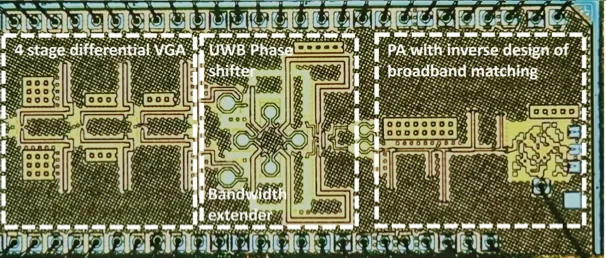 4 stage differential VGA
UWB Phase
shifter
PA with inverse design of
broadband matching
Bandwidth
extender